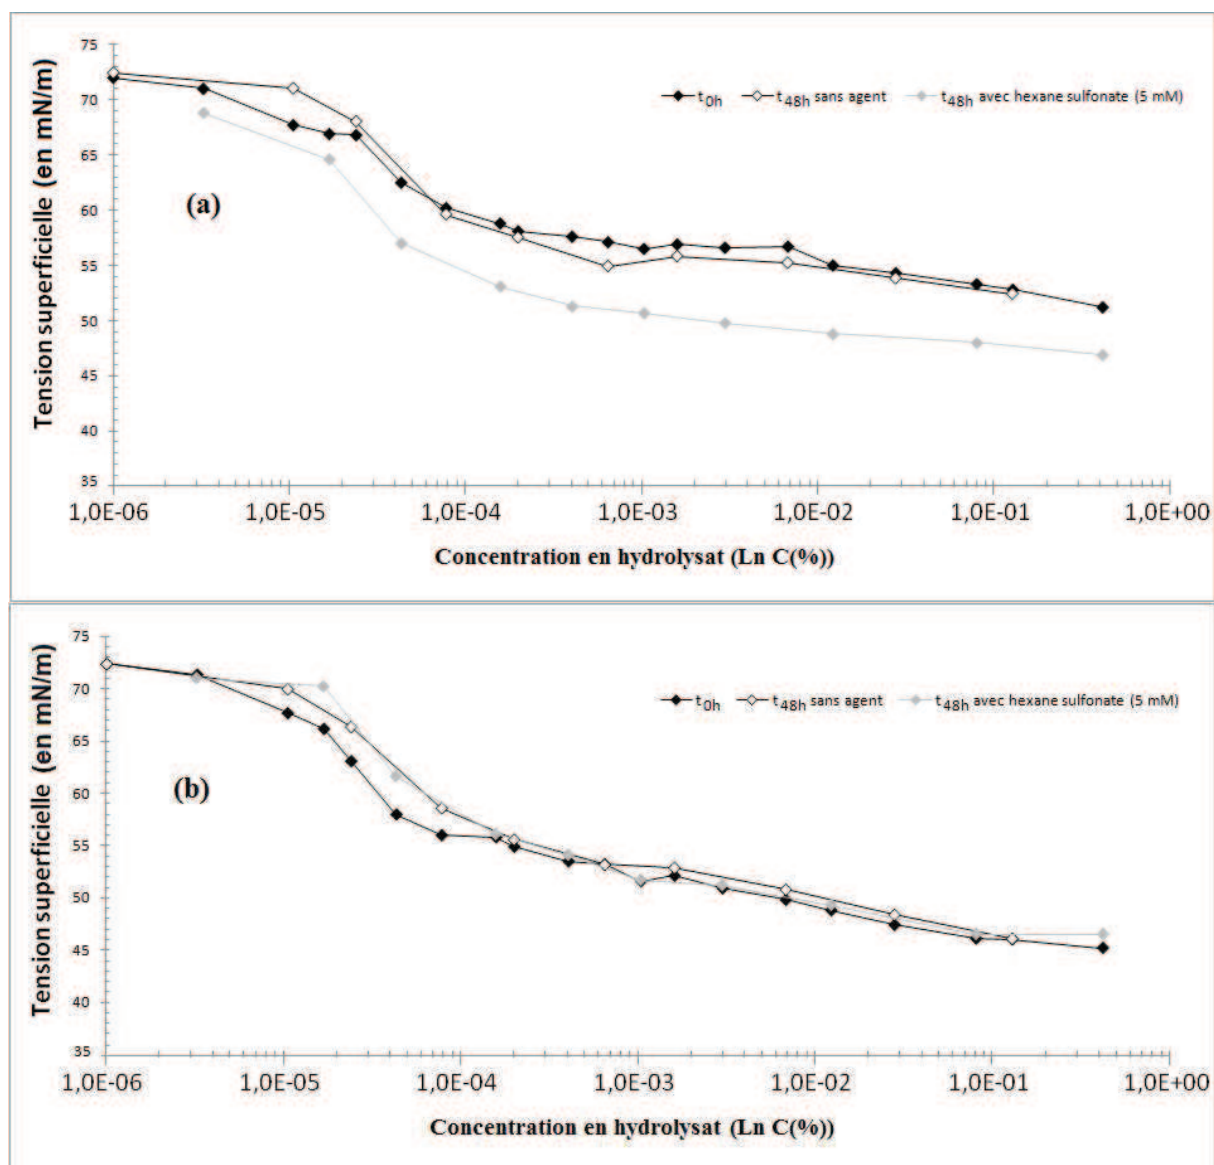 75
70
65
60
55
50
45
40
35
Tension superficielle (en mN/m)
t0h
t48h sans agent
t48h avec hexane sulfonate (5 mM)
(a)
1,0E-06 1,0E-05 1,0E-04 1,0E-03 1,0E-02 1,0E-01 1,0E+00
Concentration en hydrolysat (Ln C(%))
75
70
65
60
55
50
45
40
35
Tension superficielle (en mN/m)
t0h
t48h sans agent
t48h avec hexane sulfonate (5 mM)
(b)
1,0E-06 1,0E-05 1,0E-04 1,0E-03 1,0E-02 1,0E-01 1,0E+00
Concentration en hydrolysat (Ln C(%))